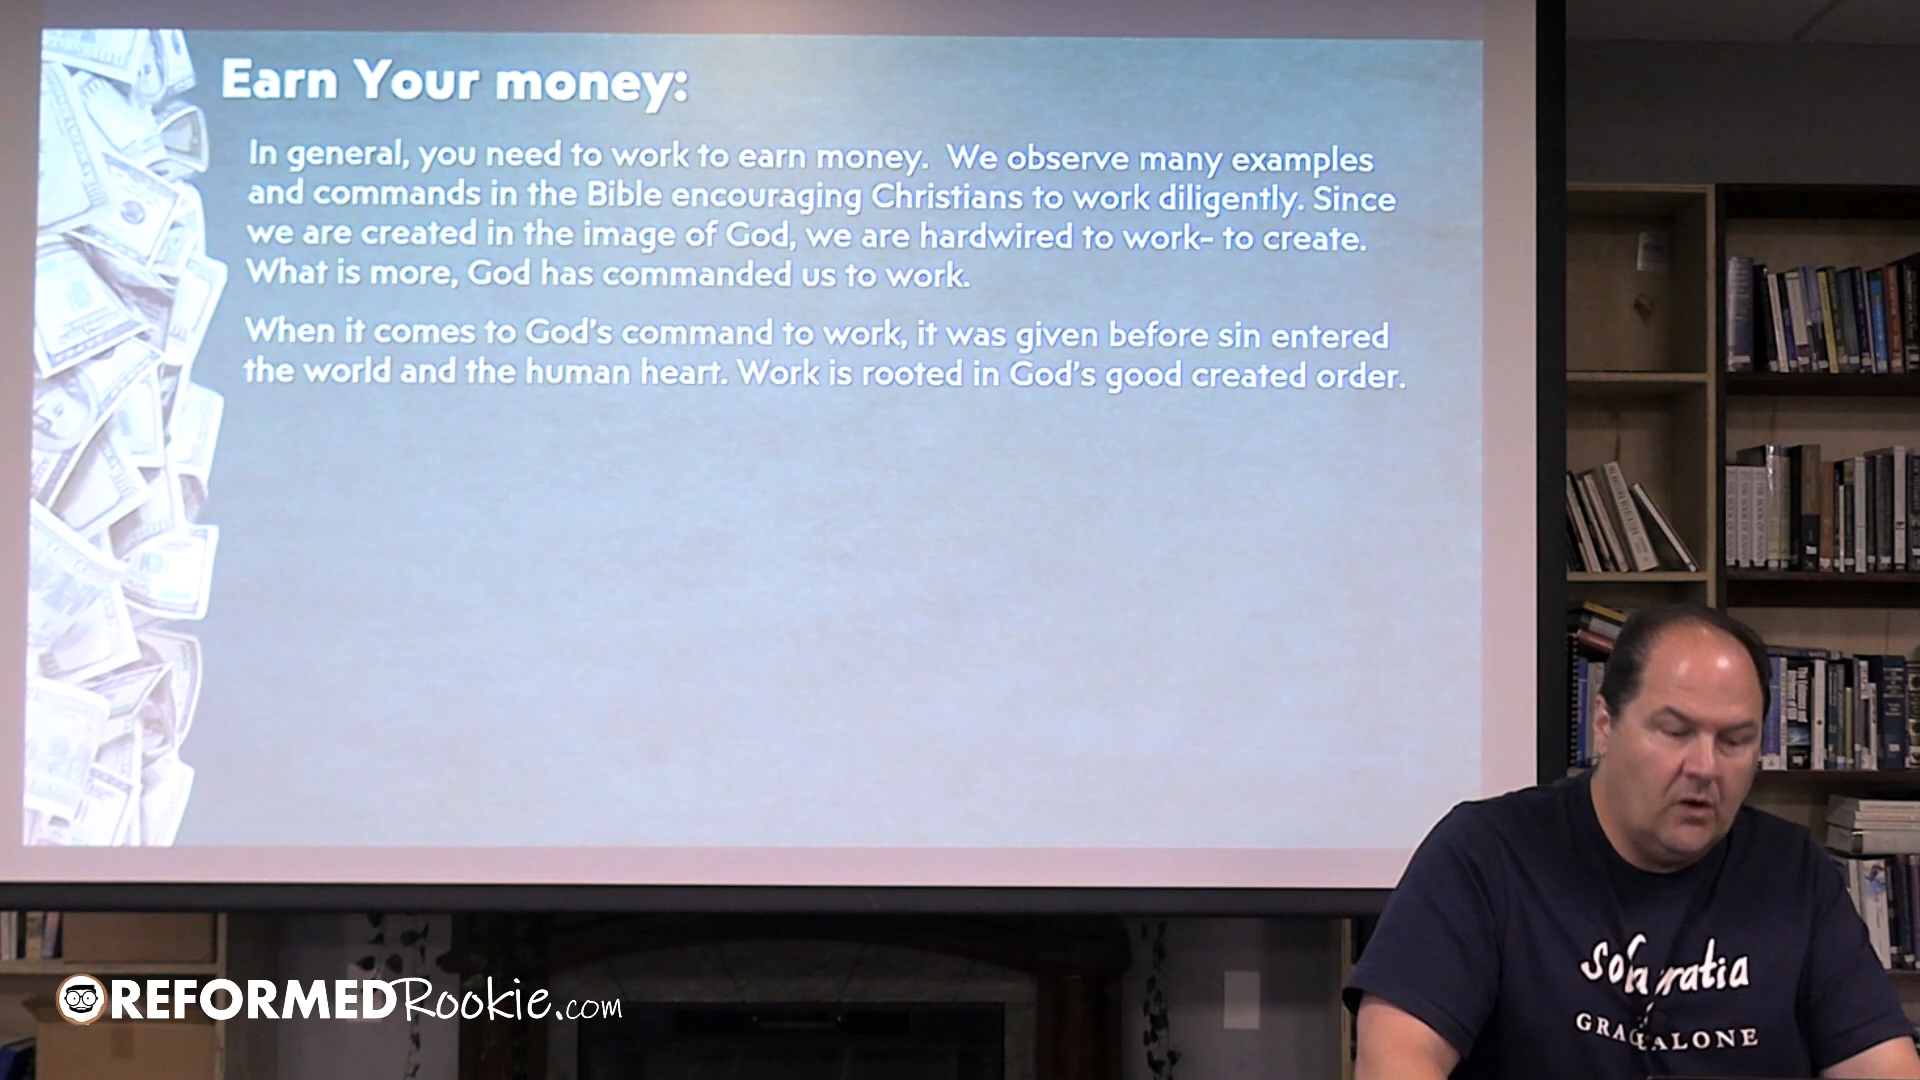 Earn Your money:
In general, you need to work to earn money. We observe many examples
and commands in the Bible encouraging Christians to work diligently. Since
we are created in the image of God, we are hardwired to work- to create.
What is more, God has commanded us to work.
When it comes to God's command to work, it was given before sin entered
the world and the human heart. Work is rooted in God's good created order.
REFORMEDRookie.com
Sola gratia
GRACE ALONE